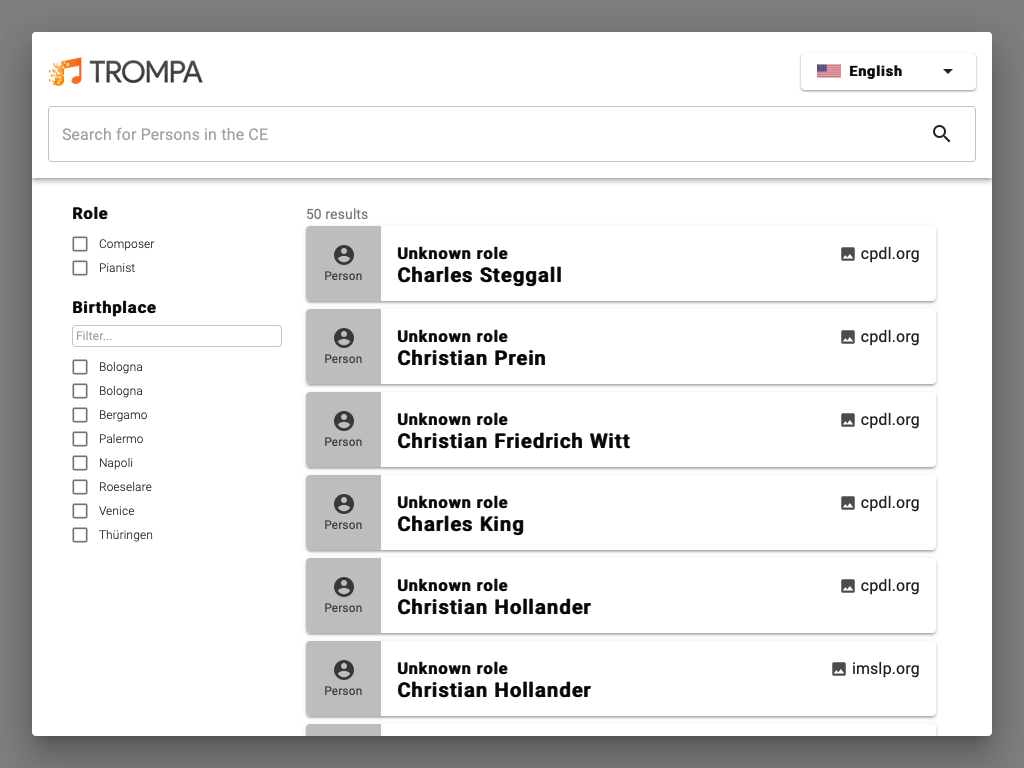 TROMPA
English
Search for Persons in the CE
Role
Composer
Pianist
Birthplace
Filter...
Bologna
Bologna
Bergamo
Palermo
Napoli
Roeselare
Venice
Thüringen
50 results
Person
Unknown role
Charles Steggall
cpdl.org
Person
Unknown role
Christian Prein
cpdl.org
Person
Unknown role
Christian Friedrich Witt
cpdl.org
Person
Unknown role
Charles King
cpdl.org
Person
Unknown role
Christian Hollander
cpdl.org
Person
Unknown role
Christian Hollander
imslp.org